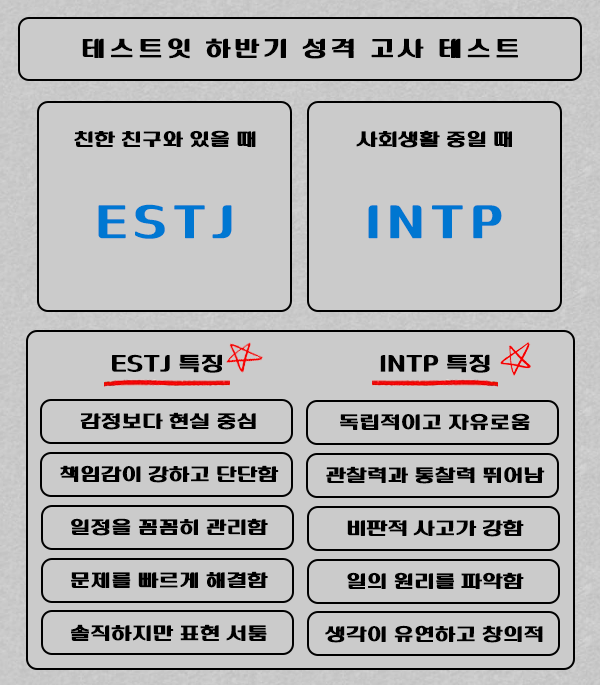 테스트잇 하반기 성격 고사 테스트
친한 친구와 있을 때
ESTJ
사회생활 중일 때
INTP
ESTJ 특징
감정보다 현실 중심
책임감이 강하고 단단함
일정을 꼼꼼히 관리함
문제를 빠르게 해결함
솔직하지만 표현 서툼
INTP 특징
독립적이고 자유로움
관찰력과 통찰력 뛰어남
비판적 사고가 강함
일의 원리를 파악함
생각이 유연하고 창의적